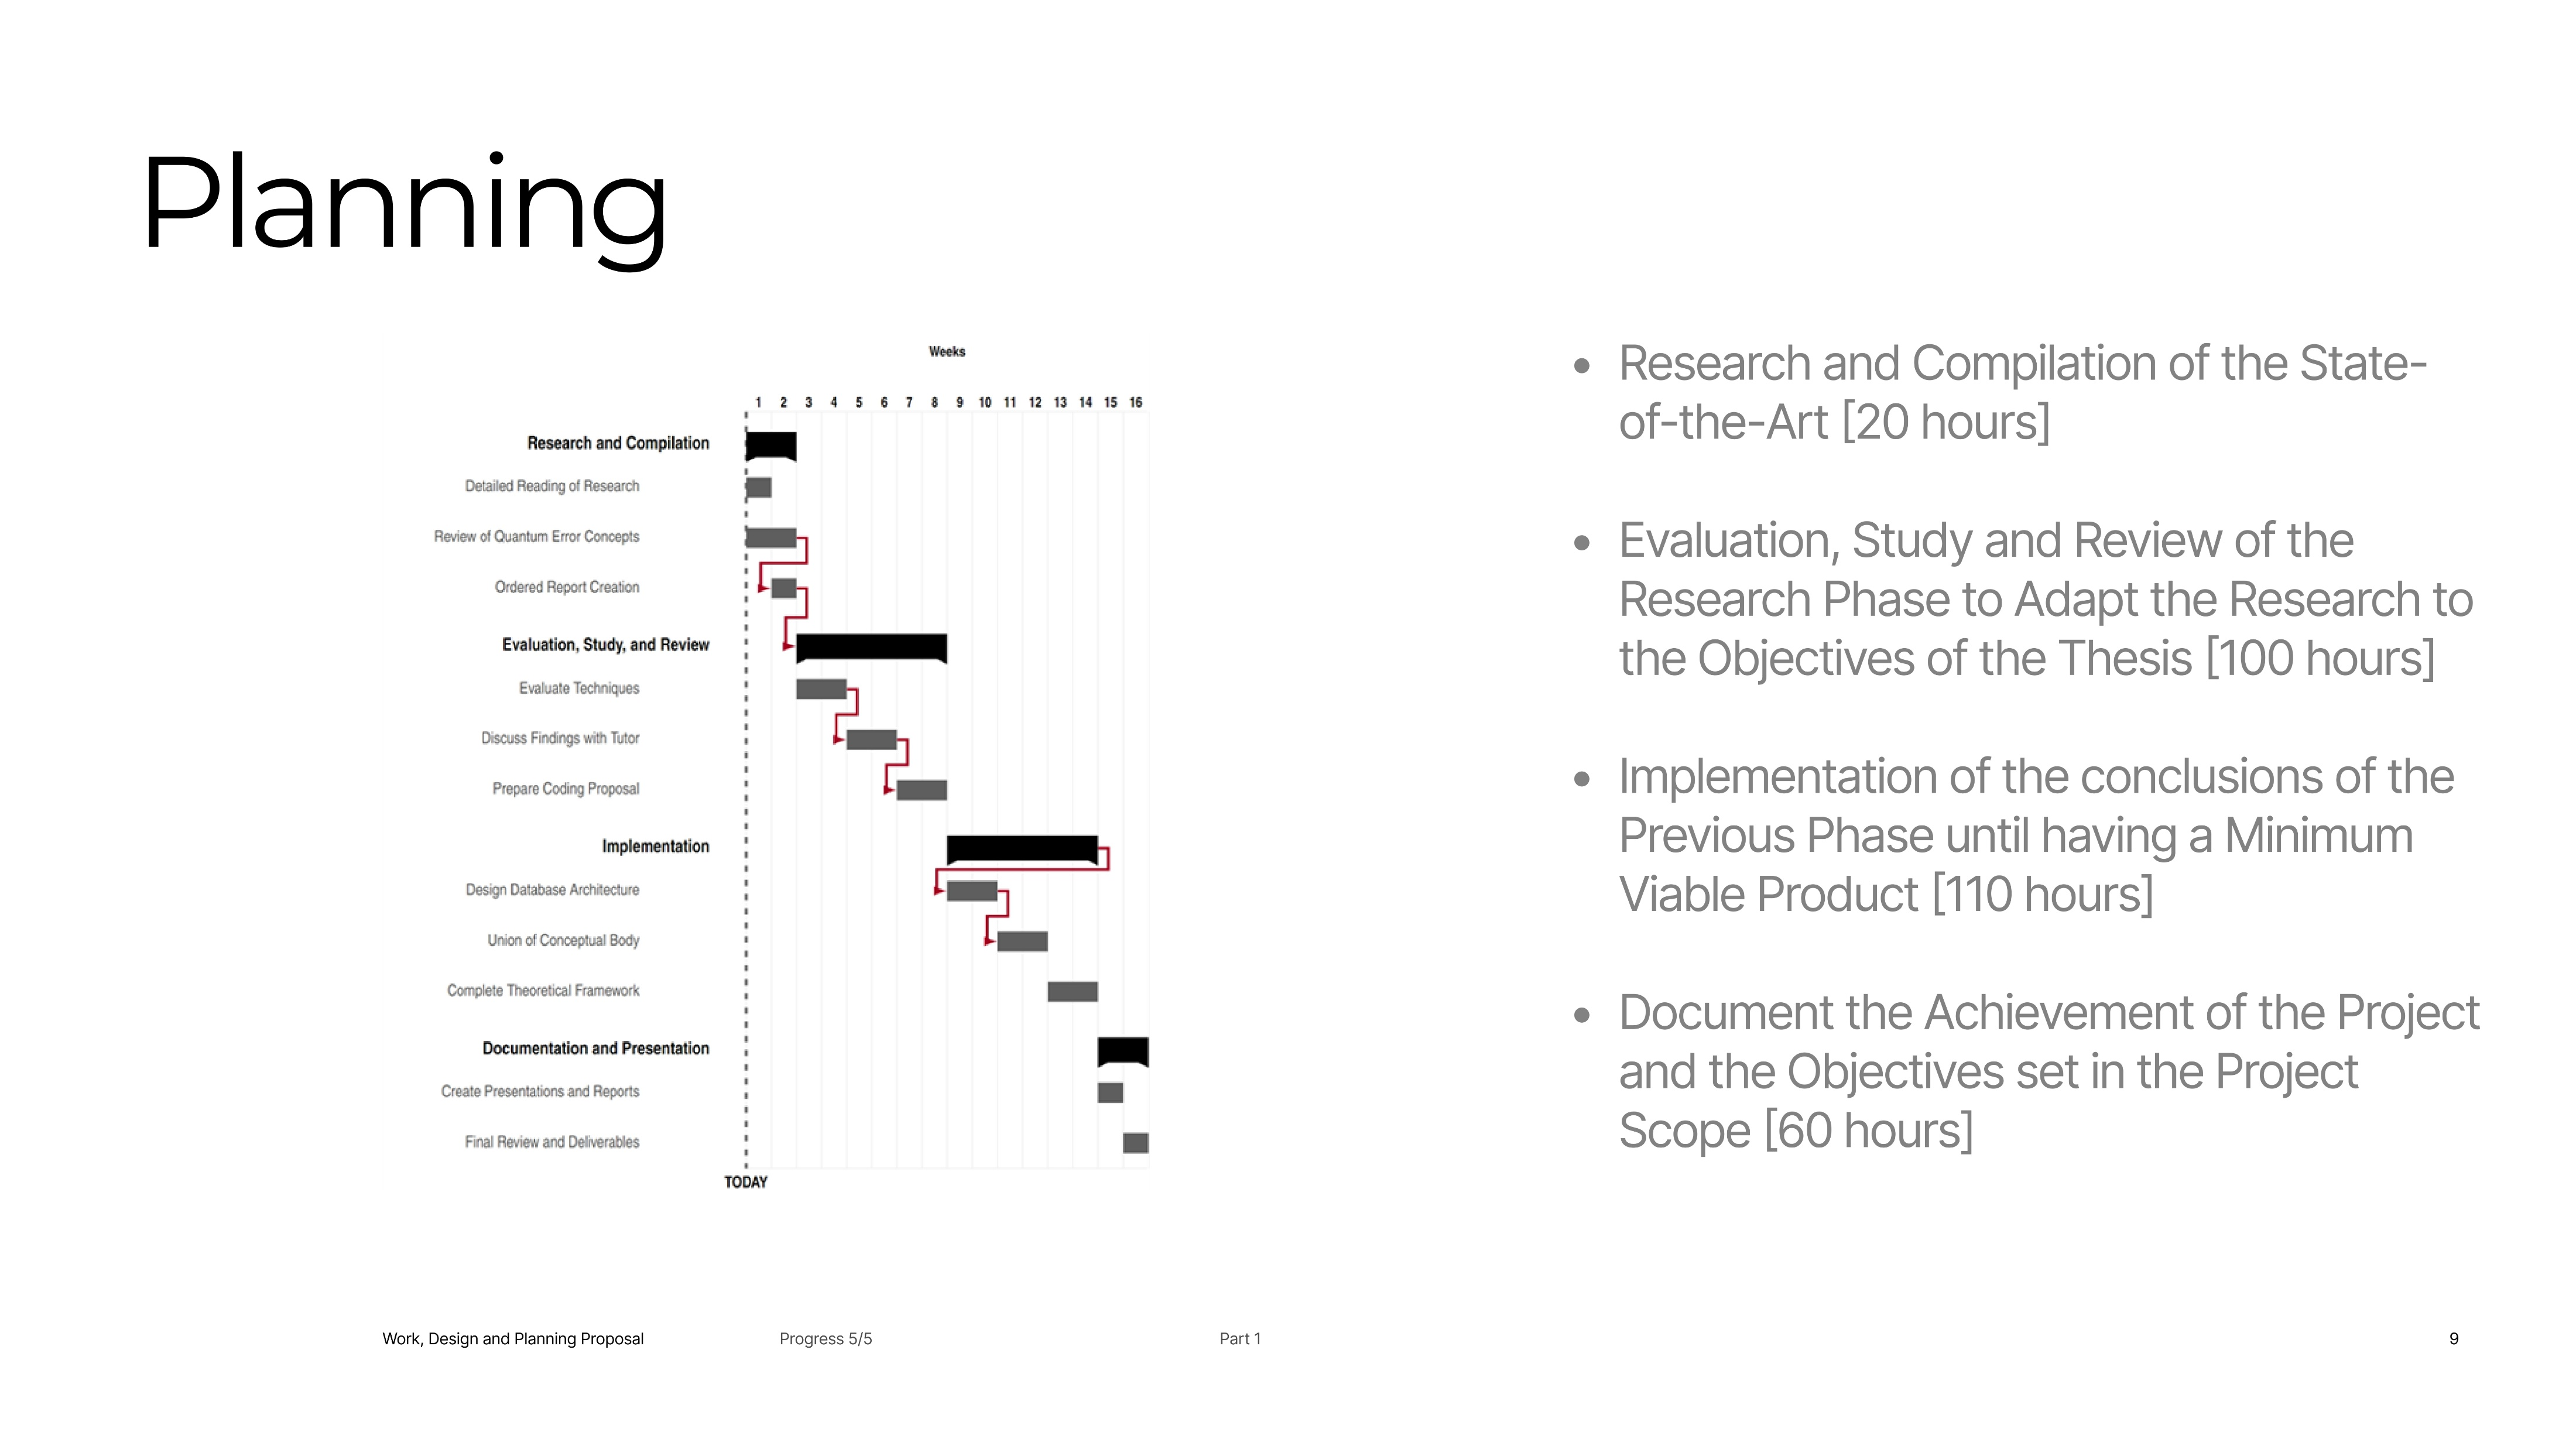 Planning
Weeks
1 2 3 4 5 6 7 8 9 10 11 12 13 14 15 16
Research and Compilation
Detailed Reading of Research
Review of Quantum Error Concepts
Ordered Report Creation
Evaluation, Study, and Review
Evaluate Techniques
Discuss Findings with Tutor
Prepare Coding Proposal
Implementation
Design Database Architecture
Union of Conceptual Body
Complete Theoretical Framework
Documentation and Presentation
Create Presentations and Reports
Final Review and Deliverables
TODAY
• Research and Compilation of the State-
of-the-Art [20 hours]
• Evaluation, Study and Review of the
Research Phase to Adapt the Research to
the Objectives of the Thesis [100 hours]
• Implementation of the conclusions of the
Previous Phase until having a Minimum
Viable Product [110 hours]
• Document the Achievement of the Project
and the Objectives set in the Project
Scope [60 hours]
Work, Design and Planning Proposal
Progress 5/5
Part 1
9